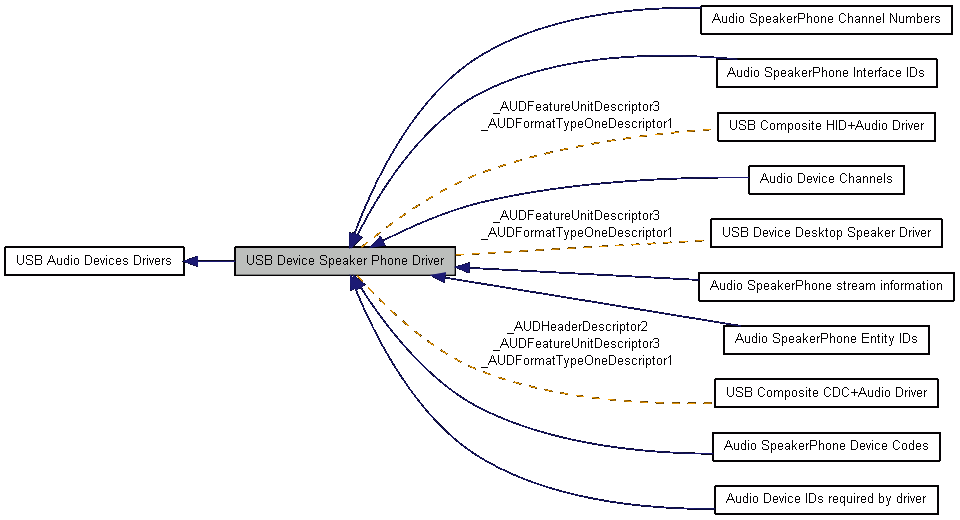 Audio SpeakerPhone Channel Numbers
Audio SpeakerPhone Interface IDs
_AUDFeatureUnitDescriptor3
_AUDFormatTypeOneDescriptor1
USB Composite HID+Audio Driver
Audio Device Channels
_AUDFeatureUnitDescriptor3
_AUDFormatTypeOneDescriptor1
USB Device Desktop Speaker Driver
USB Audio Devices Drivers
USB Device Speaker Phone Driver
Audio SpeakerPhone stream information
_AUDHeaderDescriptor2
_AUDFeatureUnitDescriptor3
_AUDFormatTypeOneDescriptor1
Audio SpeakerPhone Entity IDs
USB Composite CDC+Audio Driver
Audio SpeakerPhone Device Codes
Audio Device IDs required by driver